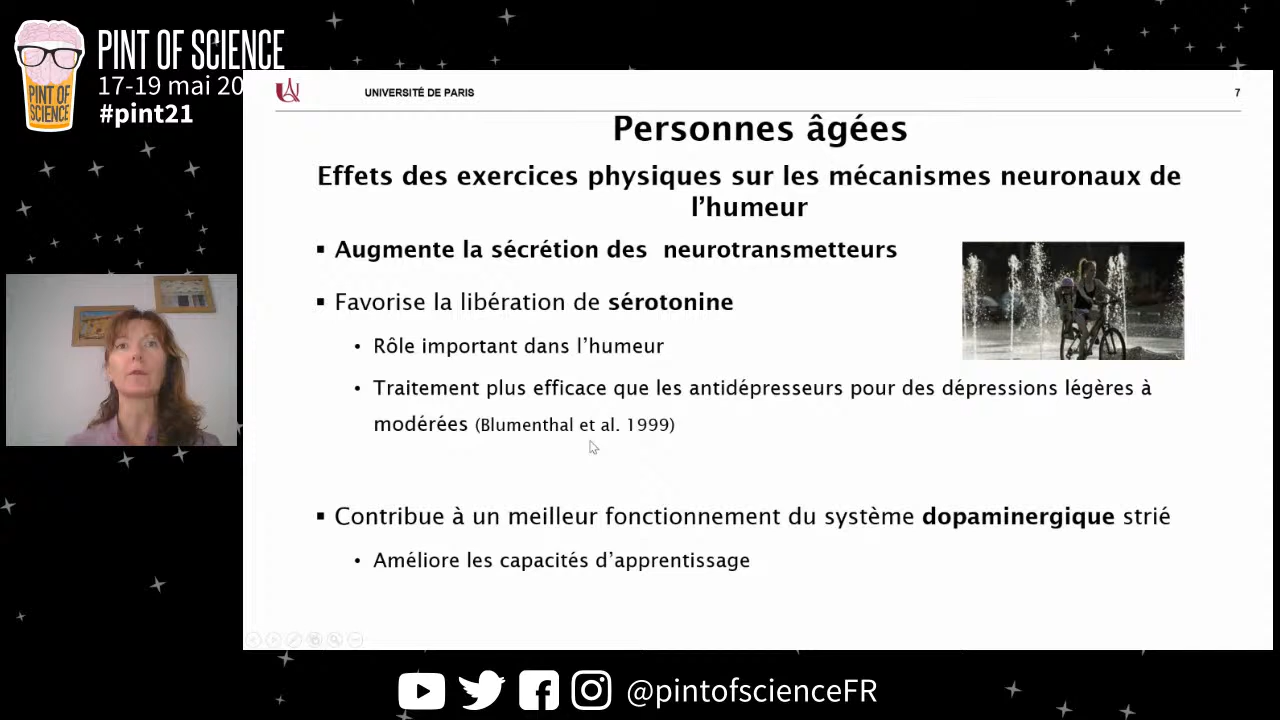 PINT OF SCIENCE
17-19 mai 20
#pint21
PINT OF
SCIENCE
UNIVERSITÉ DE PARIS
7
Personnes âgées
Effets des exercices physiques sur les mécanismes neuronaux de
l’humeur
▪ Augmente la sécrétion des neurotransmetteurs
▪ Favorise la libération de sérotonine
• Rôle important dans l’humeur
• Traitement plus efficace que les antidépresseurs pour des dépressions légères à
modérées (Blumenthal et al. 1999)
▪ Contribue à un meilleur fonctionnement du système dopaminergique strié
• Améliore les capacités d’apprentissage
@pintofscienceFR